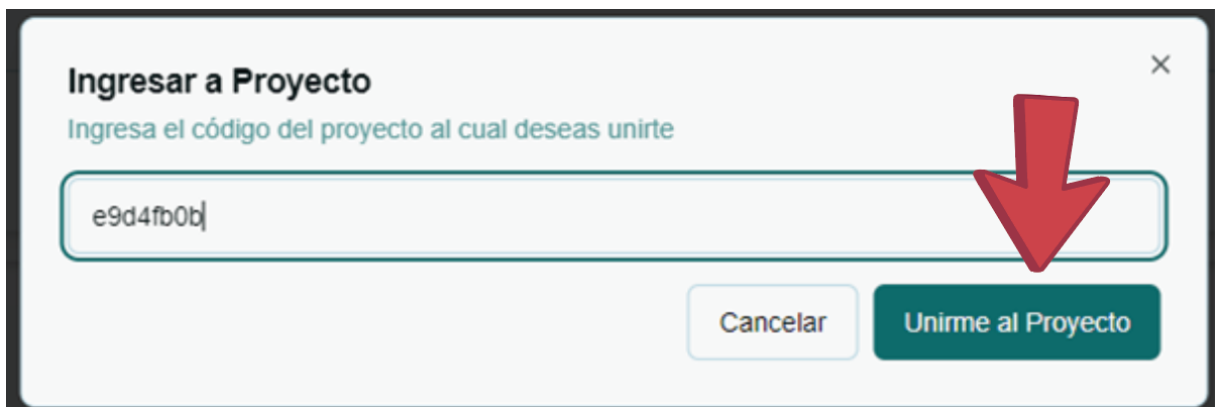 Ingresar a Proyecto
Ingresa el código del proyecto al cual deseas unirte
e9d4fb0b
Cancelar
Unirme al Proyecto